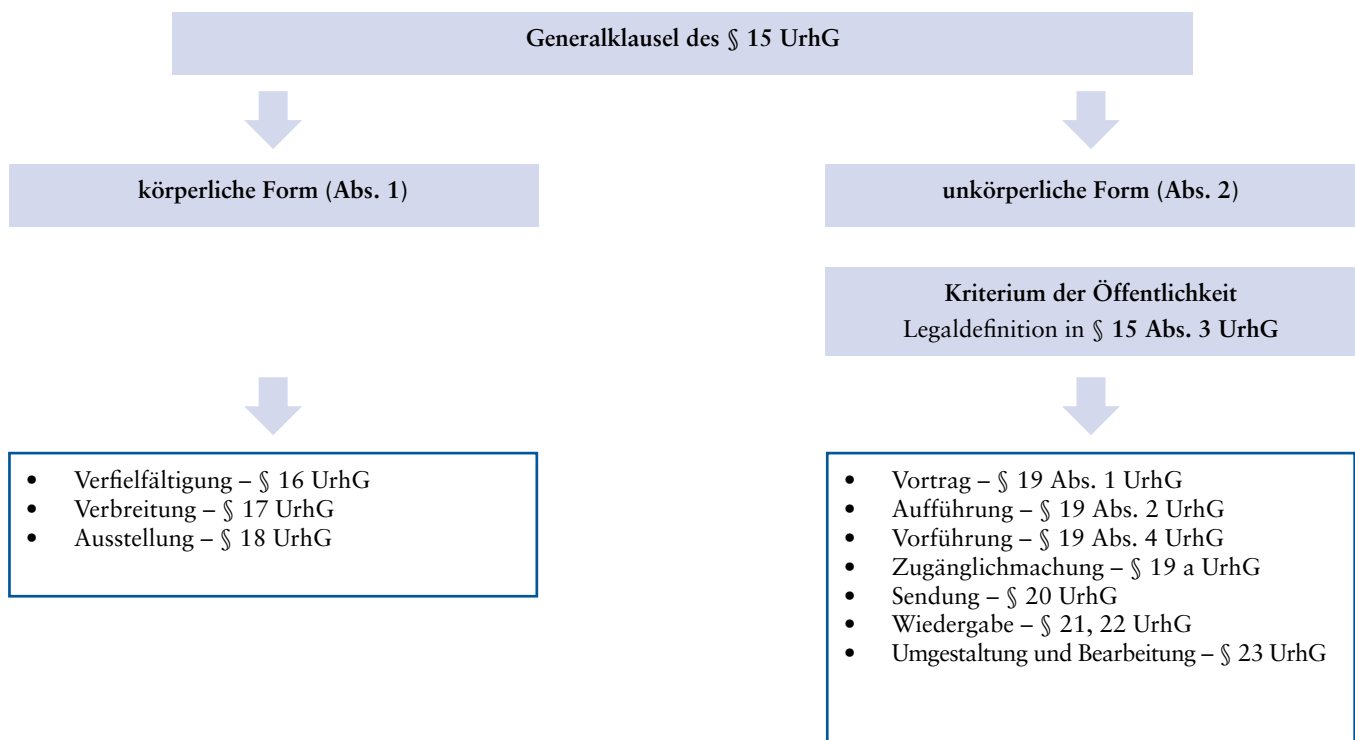 Generalklausel des § 15 UrhG
körperliche Form (Abs. 1)
unkörperliche Form (Abs. 2)
Kriterium der Öffentlichkeit
Legaldefinition in § 15 Abs. 3 UrhG
• Verfielfältigung – § 16 UrhG
• Verbreitung – § 17 UrhG
• Ausstellung – § 18 UrhG
• Vortrag – § 19 Abs. 1 UrhG
• Aufführung – § 19 Abs. 2 UrhG
• Vorführung – § 19 Abs. 4 UrhG
• Zugänglichmachung – § 19 a UrhG
• Sendung – § 20 UrhG
• Wiedergabe – § 21, 22 UrhG
• Umgestaltung und Bearbeitung – § 23 UrhG